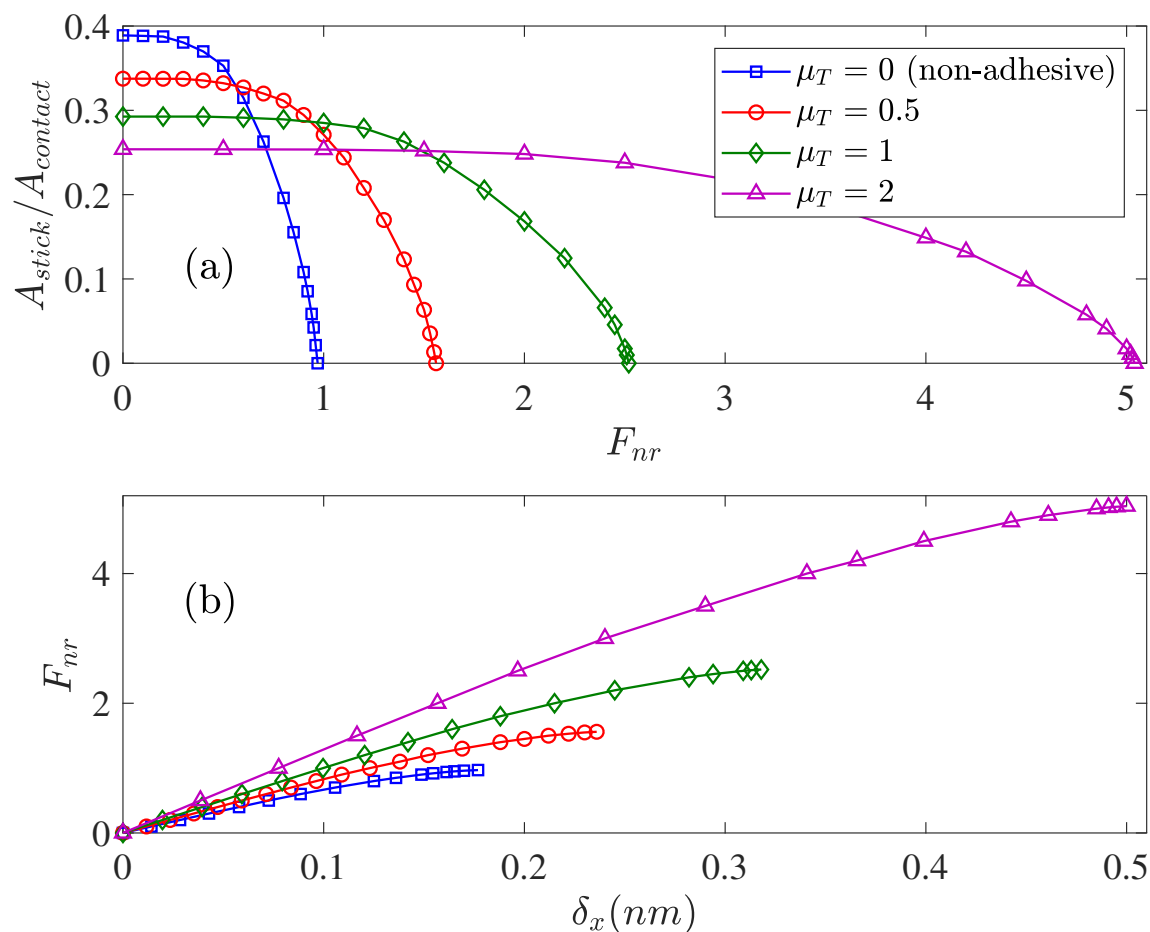 0.4
0.3
0.2
0.1
0
A_{stick}/A_{contact}
(a)
μ_T = 0 (non-adhesive)
μ_T = 0.5
μ_T = 1
μ_T = 2
0 1 2 3 4 5
F_{nr}
4
2
0
F_{nr}
(b)
0 0.1 0.2 0.3 0.4 0.5
δ_x(nm)